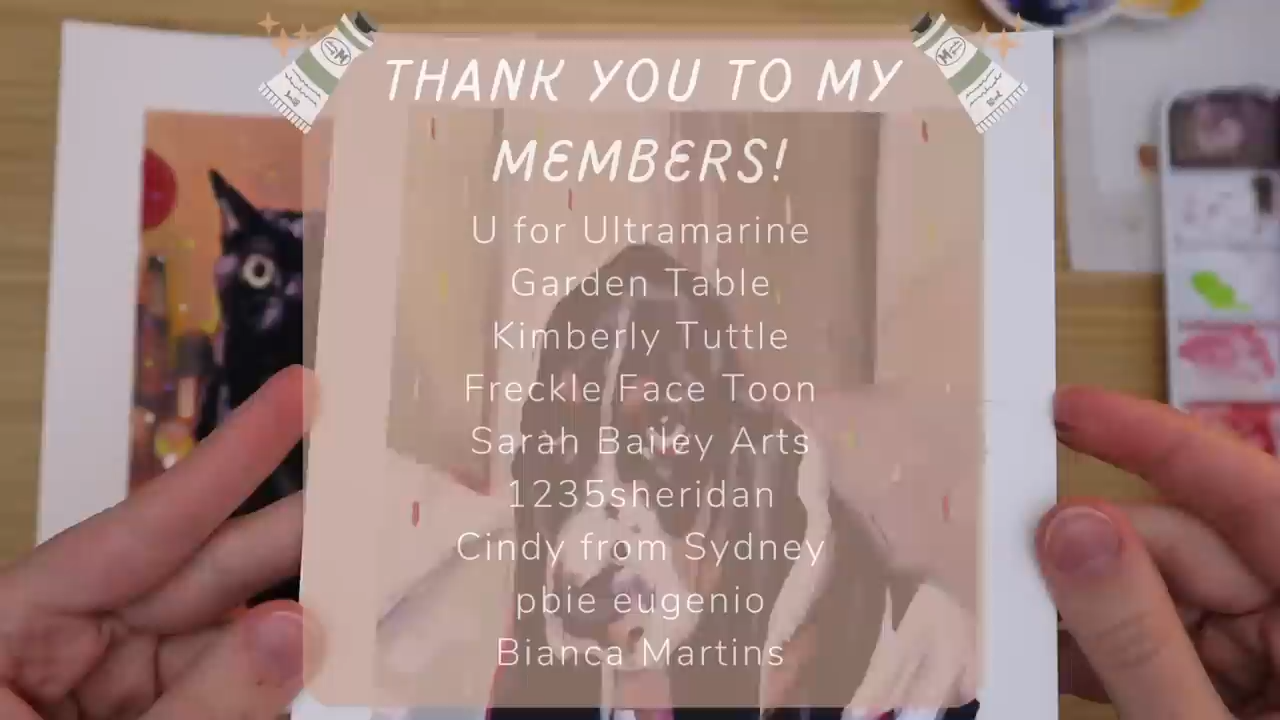 THANK YOU TO MY
MEMBERS!
U for Ultramarine
Garden Table
Kimberly Tuttle
Freckle Face Toon
Sarah Bailey Arts
1235sheridan
Cindy from Sydney
pbie eugenio
Bianca Martins